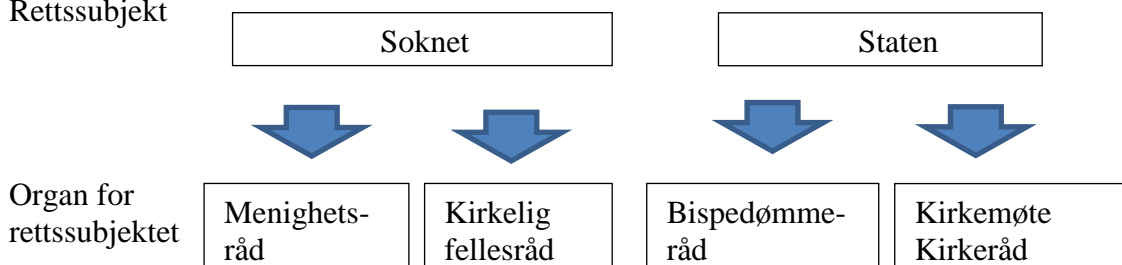 Rettssubjekt
Soknet
Staten
Organ for
rettssubjektet
Menighets-
råd
Kirkelig
fellesråd
Bispedømme-
råd
Kirkemøte
Kirkeråd